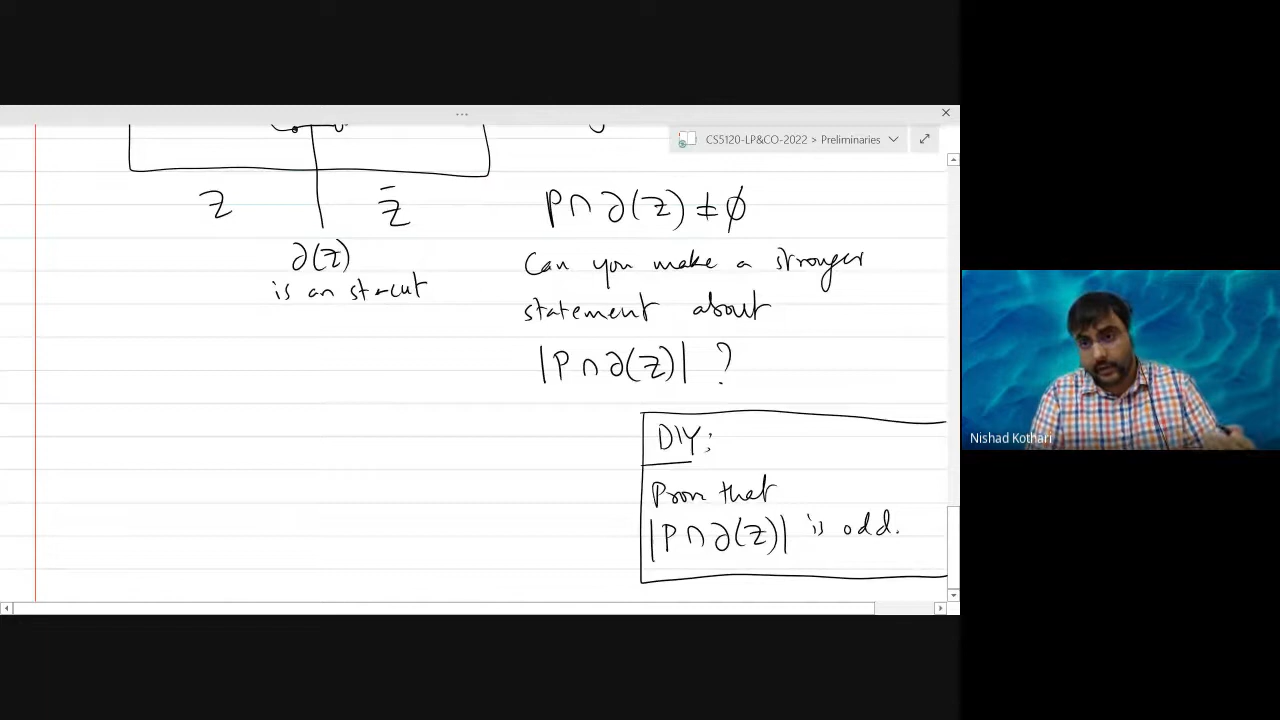 CS5120-LP&CO-2022 > Preliminaries
Z
Z̄
∂(Z)
is an st-cut
P ∩ ∂(Z) ≠ ∅
Can you make a stronger
statement about
|P ∩ ∂(Z)| ?
DIY:
Prove that
|P ∩ ∂(Z)| is odd.
Nishad Kothari